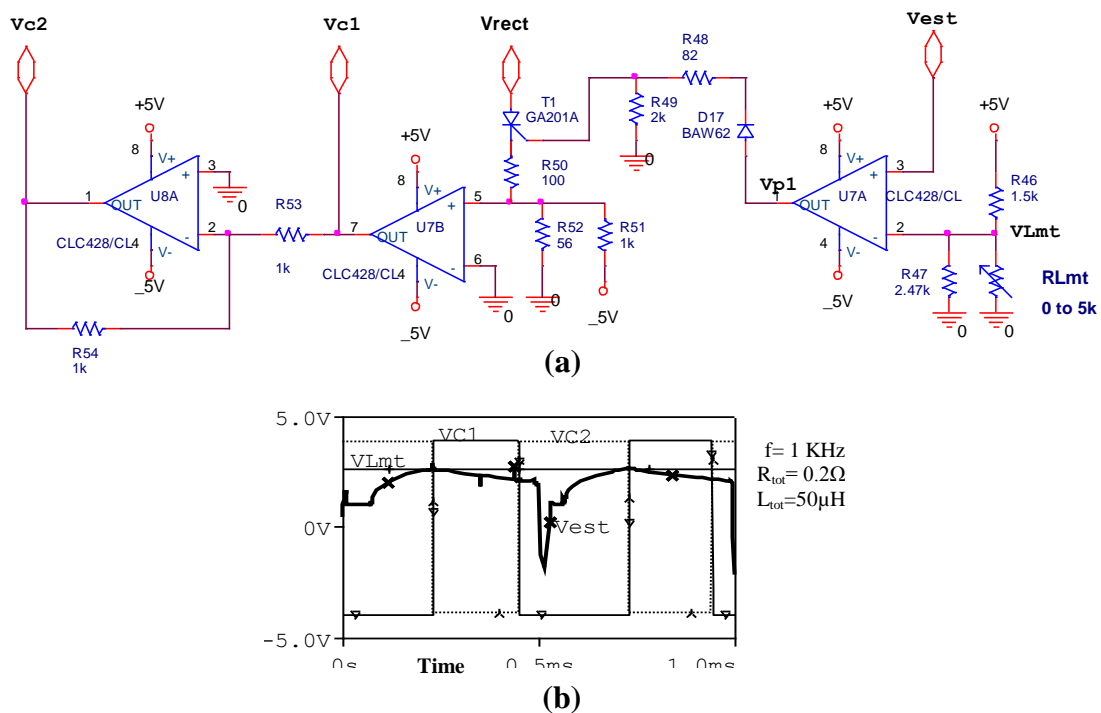 Vc2
Vc1
Vrect
Vest
R48
82
+5V
T1
GA201A
R49
2k
D17
BAW62
+5V
8
V+
3
+
U8A
1
OUT
0
2
-
CLC428/CL
4
V-
_5V
R53
1k
R54
1k
+5V
8
V+
R50
100
5
+
U7B
7
OUT
R52
56
R51
1k
6
-
CLC428/CL
4
V-
_5V
0
0
_5V
0
Vp1
8
V+
3
+
U7A
CLC428/CL
1
OUT
2
-
4
V-
_5V
R46
1.5k
VLmt
R47
2.47k
RLmt
0 to 5k
0
0
(a)
5.0V
VC1
VC2
VLmt
0V
Vest
-5.0V
0s
Time
0.5ms
1.0ms
f= 1 KHz
Rtot= 0.2Ω
Ltot=50µH
(b)